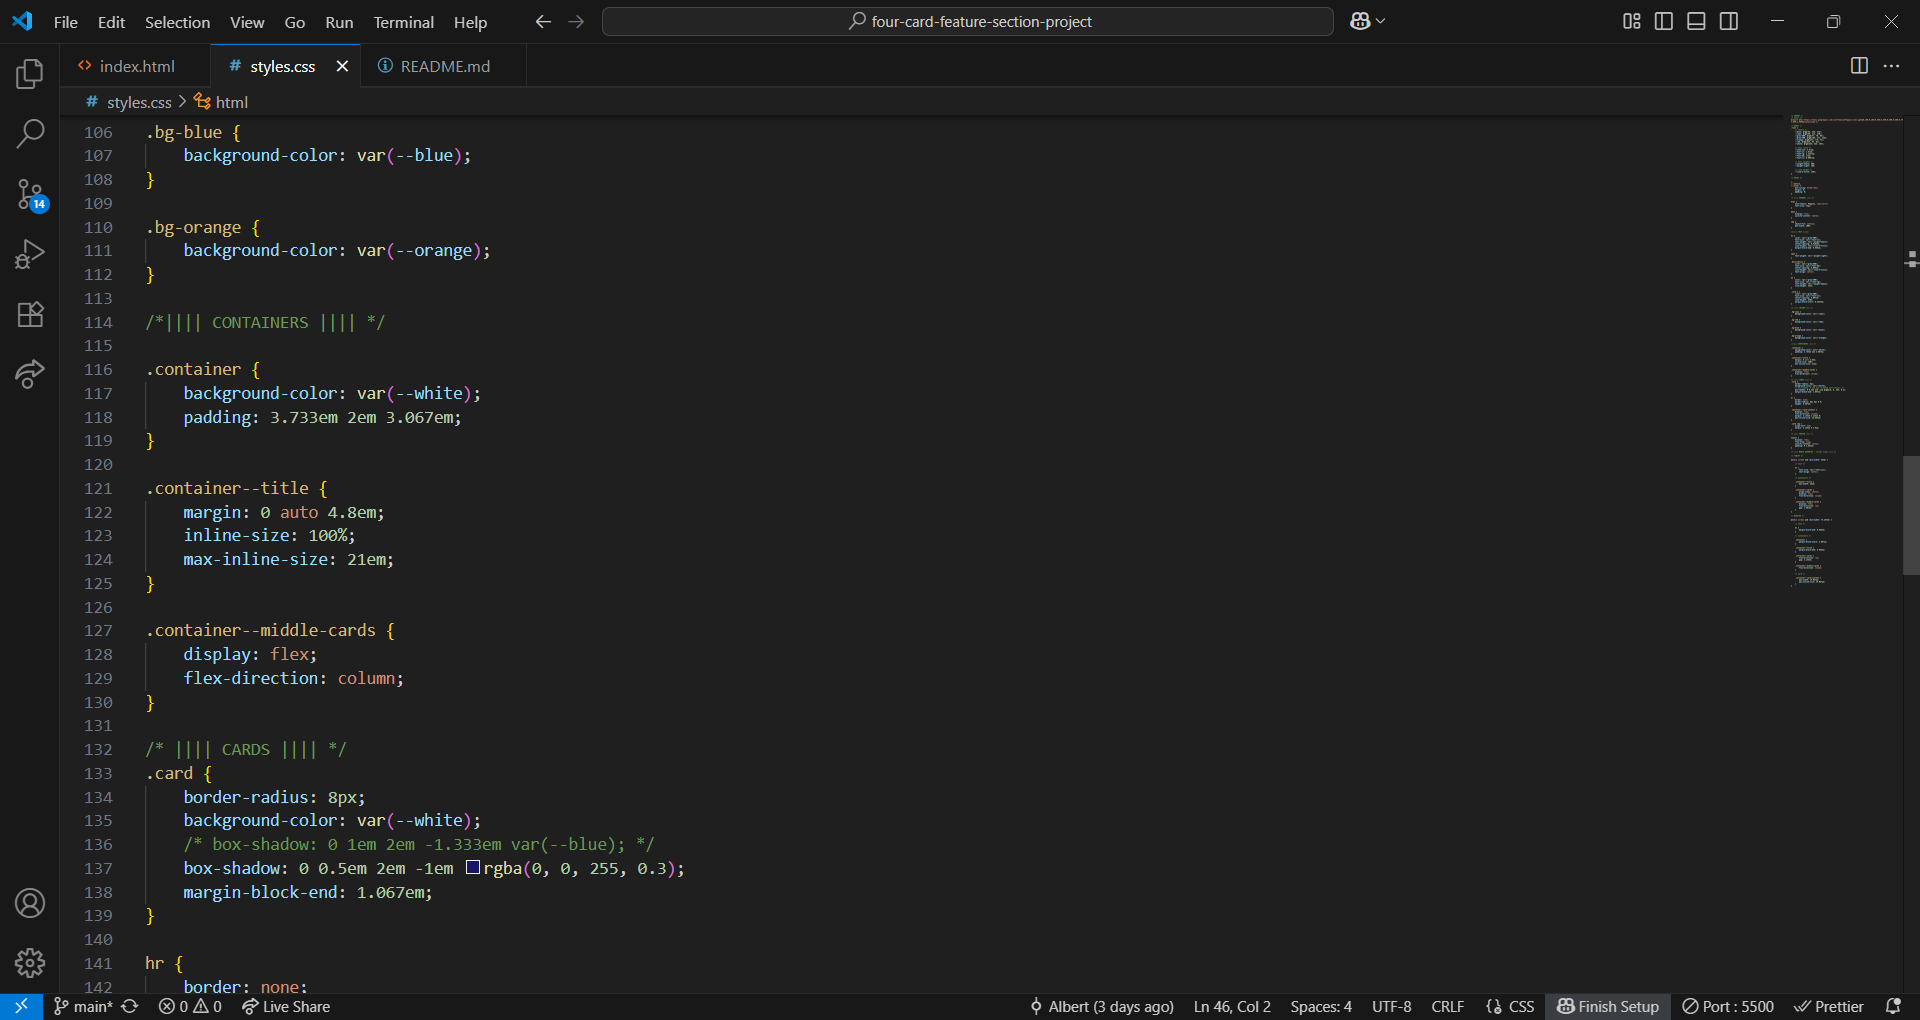 File Edit Selection View Go Run Terminal Help four-card-feature-section-project
index.html styles.css README.md
styles.css > html
106 .bg-blue {
107 background-color: var(--blue);
108 }
109
110 .bg-orange {
111 background-color: var(--orange);
112 }
113
114 /*|||| CONTAINERS |||| */
115
116 .container {
117 background-color: var(--white);
118 padding: 3.733em 2em 3.067em;
119 }
120
121 .container--title {
122 margin: 0 auto 4.8em;
123 inline-size: 100%;
124 max-inline-size: 21em;
125 }
126
127 .container--middle-cards {
128 display: flex;
129 flex-direction: column;
130 }
131
132 /* |||| CARDS |||| */
133 .card {
134 border-radius: 8px;
135 background-color: var(--white);
136 /* box-shadow: 0 1em 2em -1.333em var(--blue); */
137 box-shadow: 0 0.5em 2em -1em rgba(0, 0, 255, 0.3);
138 margin-block-end: 1.067em;
139 }
140
141 hr {
142 border: none;
14
main* 0 0 Live Share Albert (3 days ago) Ln 46, Col 2 Spaces: 4 UTF-8 CRLF CSS Finish Setup Port : 5500 Prettier